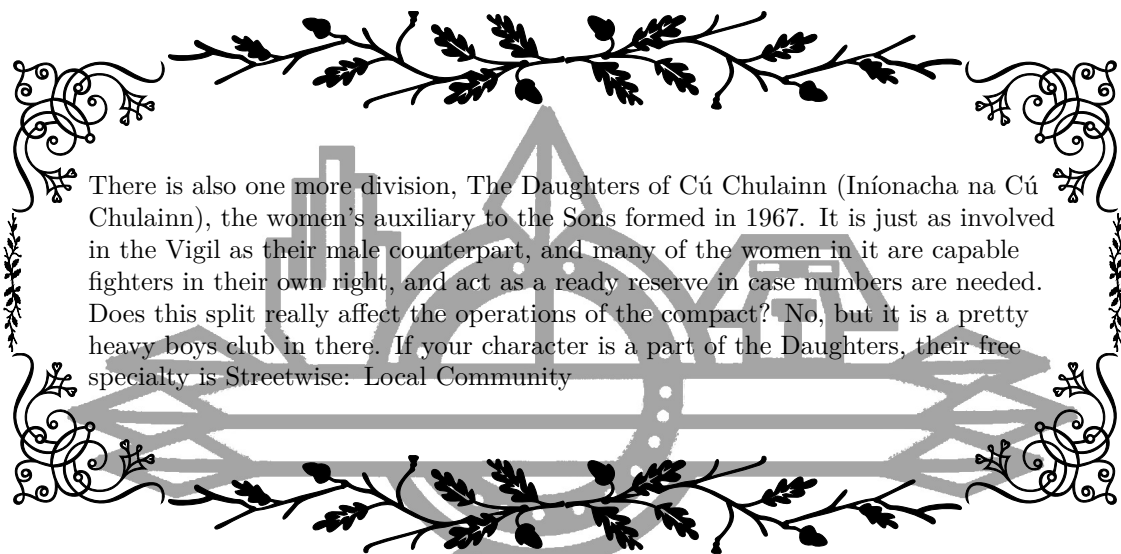 There is also one more division, The Daughters of Cú Chulainn (Iníonacha na Cú
Chulainn), the women's auxiliary to the Sons formed in 1967. It is just as involved
in the Vigil as their male counterpart, and many of the women in it are capable
fighters in their own right, and act as a ready reserve in case numbers are needed.
Does this split really affect the operations of the compact? No, but it is a pretty
heavy boys club in there. If your character is a part of the Daughters, their free
specialty is Streetwise: Local Community